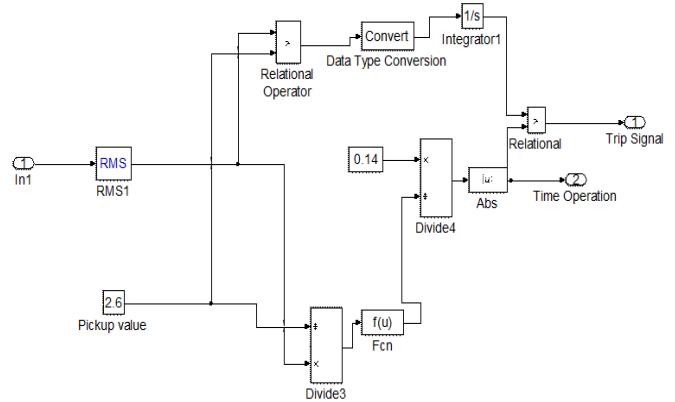 1/s
Integrator1
Convert
Data Type Conversion
>
Relational
Operator
>
Relational
1
Trip Signal
1
In1
RMS
RMS1
0.14
×
÷
Divide4
|u|
Abs
2
Time Operation
2.6
Pickup value
÷
×
Divide3
f(u)
Fcn